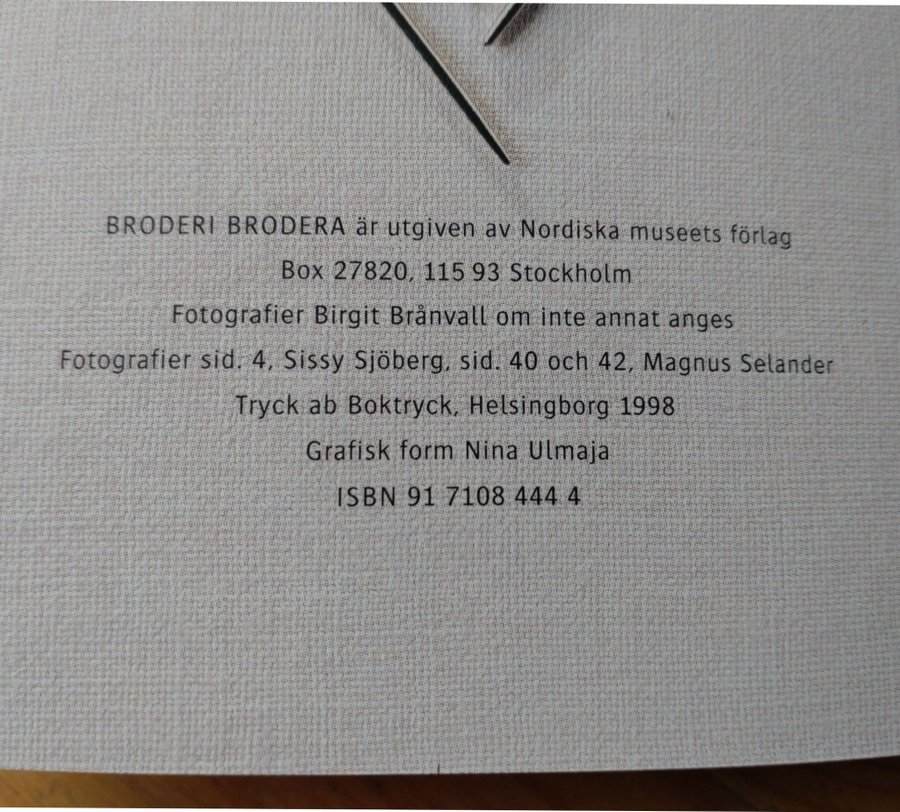 BRODERI BRODERA är utgiven av Nordiska museets förlag
Box 27820, 115 93 Stockholm
Fotografier Birgit Brånvall om inte annat anges
Fotografier sid. 4, Sissy Sjöberg, sid. 40 och 42, Magnus Selander
Tryck ab Boktryck, Helsingborg 1998
Grafisk form Nina Ulmaja
ISBN 91 7108 444 4